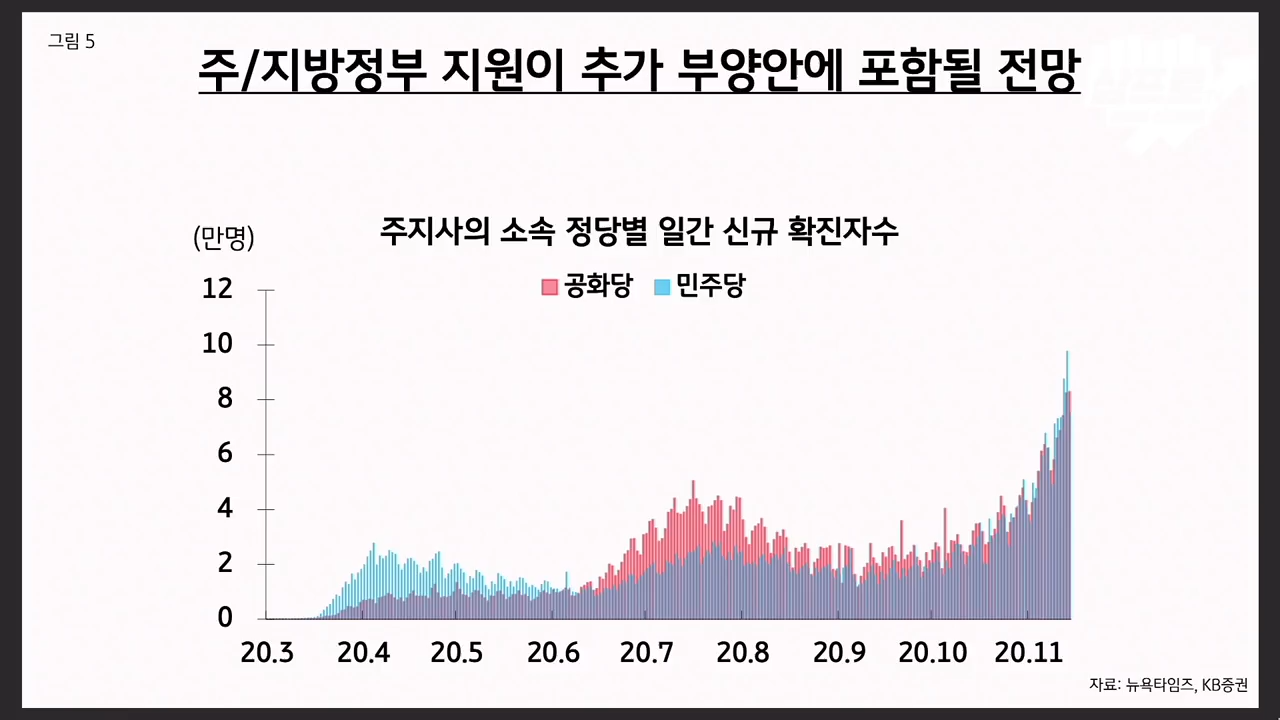 그림 5
주/지방정부 지원이 추가 부양안에 포함될 전망
(만명)
주지사의 소속 정당별 일간 신규 확진자수
공화당 민주당
12
10
8
6
4
2
0
20.3 20.4 20.5 20.6 20.7 20.8 20.9 20.10 20.11
자료: 뉴욕타임즈, KB증권